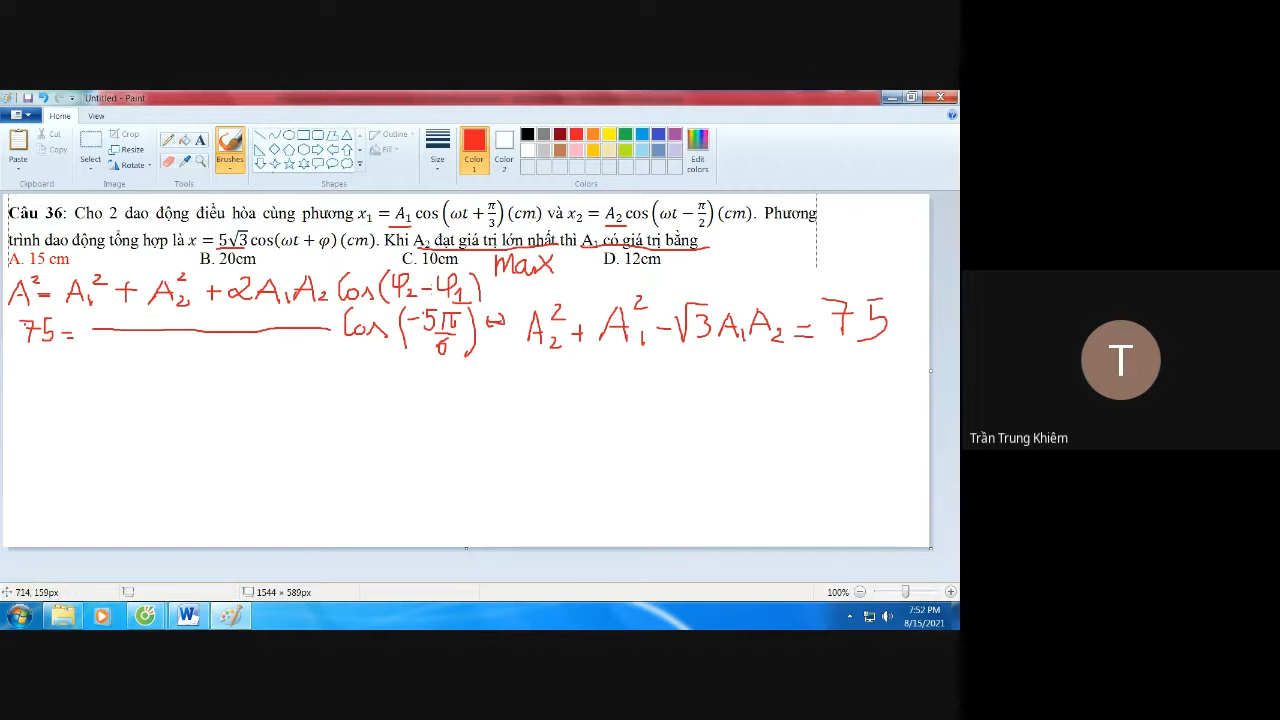 Untitled - Paint
Home View
Paste
Cut
Copy
Clipboard
Select
Crop
Resize
Rotate
Image
Tools
Brushes
Outline
Fill
Shapes
Size
Color 1
Color 2
Edit colors
Colors
Câu 36: Cho 2 dao động điều hòa cùng phương x₁ = A₁ cos(ωt + π/3) (cm) và x₂ = A₂ cos(ωt − π/2) (cm). Phương
trình dao động tổng hợp là x = 5√3 cos(ωt + φ) (cm). Khi A₂ đạt giá trị lớn nhất thì A₁ có giá trị bằng
A. 15 cm B. 20cm C. 10cm D. 12cm
max
A² = A₁² + A₂² + 2A₁A₂ cos(φ₂ − φ₁)
75 = cos(−5π/6) ⇔ A₂² + A₁² − √3A₁A₂ = 75
T
Trần Trung Khiêm
714, 159px
1544 × 589px
100%
7:52 PM
8/15/2021